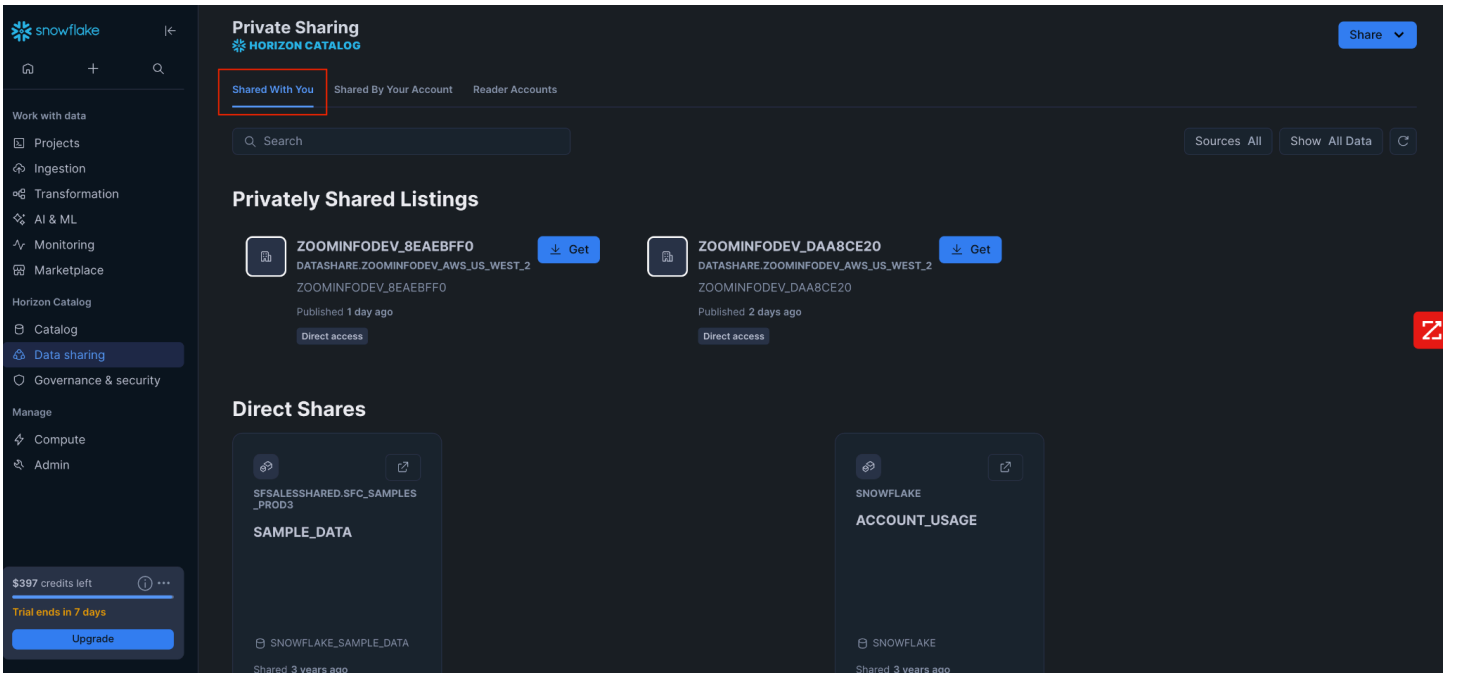 snowflake
Work with data
Projects
Ingestion
Transformation
AI & ML
Monitoring
Marketplace
Horizon Catalog
Catalog
Data sharing
Governance & security
Manage
Compute
Admin
$397 credits left
Trial ends in 7 days
Upgrade
Private Sharing
HORIZON CATALOG
Share
Shared With You Shared By Your Account Reader Accounts
Search
Sources All Show All Data
Privately Shared Listings
ZOOMINFODEV_8EAEBFF0
Get
DATASHARE.ZOOMINFODEV_AWS_US_WEST_2
ZOOMINFODEV_8EAEBFF0
Published 1 day ago
Direct access
ZOOMINFODEV_DAA8CE20
Get
DATASHARE.ZOOMINFODEV_AWS_US_WEST_2
ZOOMINFODEV_DAA8CE20
Published 2 days ago
Direct access
Direct Shares
SFSALESSHARED.SFC_SAMPLES
_PROD3
SAMPLE_DATA
SNOWFLAKE_SAMPLE_DATA
Shared 3 years ago
SNOWFLAKE
ACCOUNT_USAGE
SNOWFLAKE
Shared 3 years ago